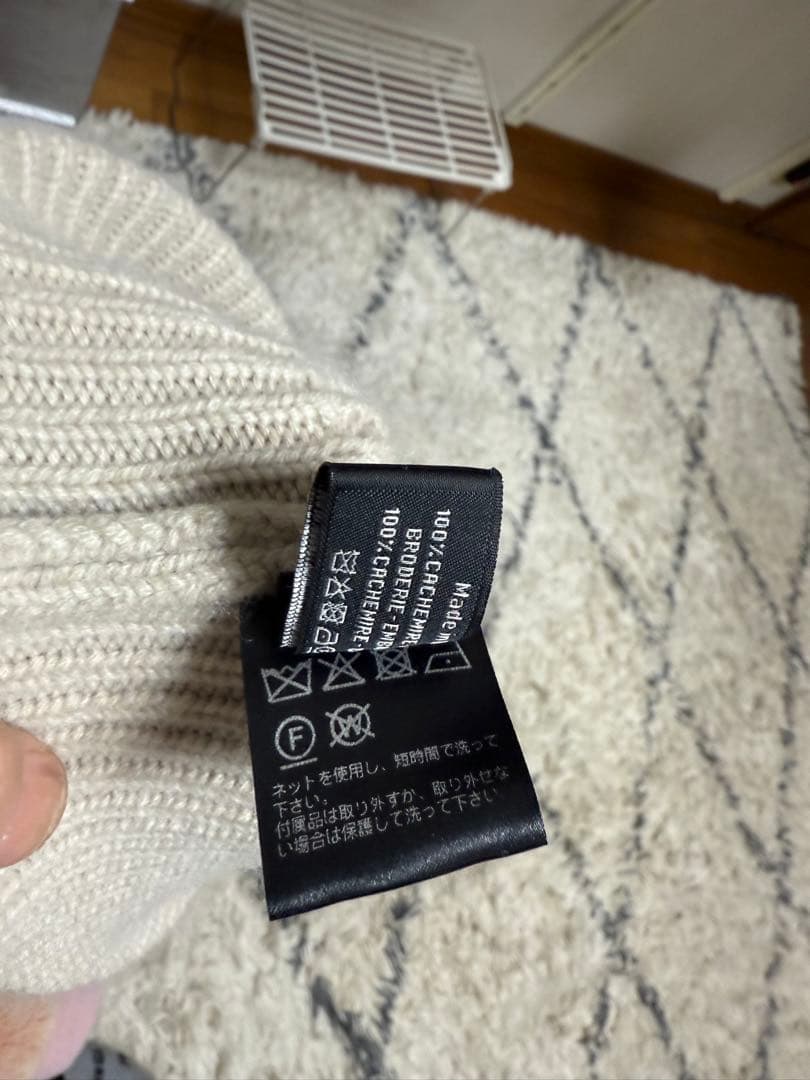 Made in
100% CACHEMIRE
BRODERIE - EMB
100% CACHEMIRE -
F
W
ネットを使用し、短時間で洗って
下さい。
付属品は取り外すか、取り外せな
い場合は保護して洗って下さい